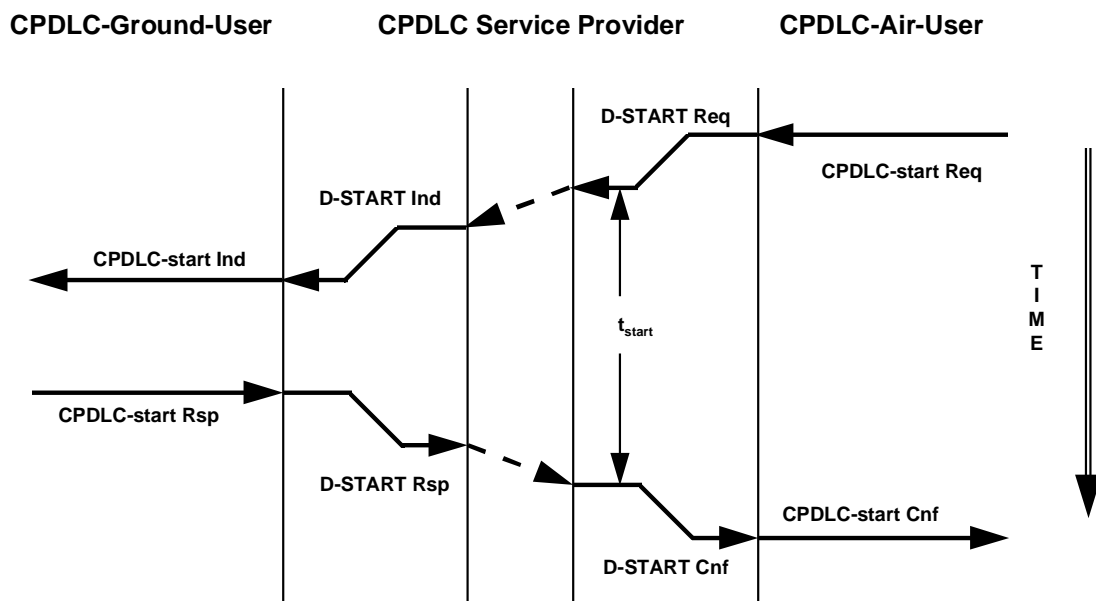 CPDLC-Ground-User
CPDLC Service Provider
CPDLC-Air-User
D-START Req
CPDLC-start Req
D-START Ind
CPDLC-start Ind
T
I
M
E
tstart
CPDLC-start Rsp
D-START Rsp
CPDLC-start Cnf
D-START Cnf